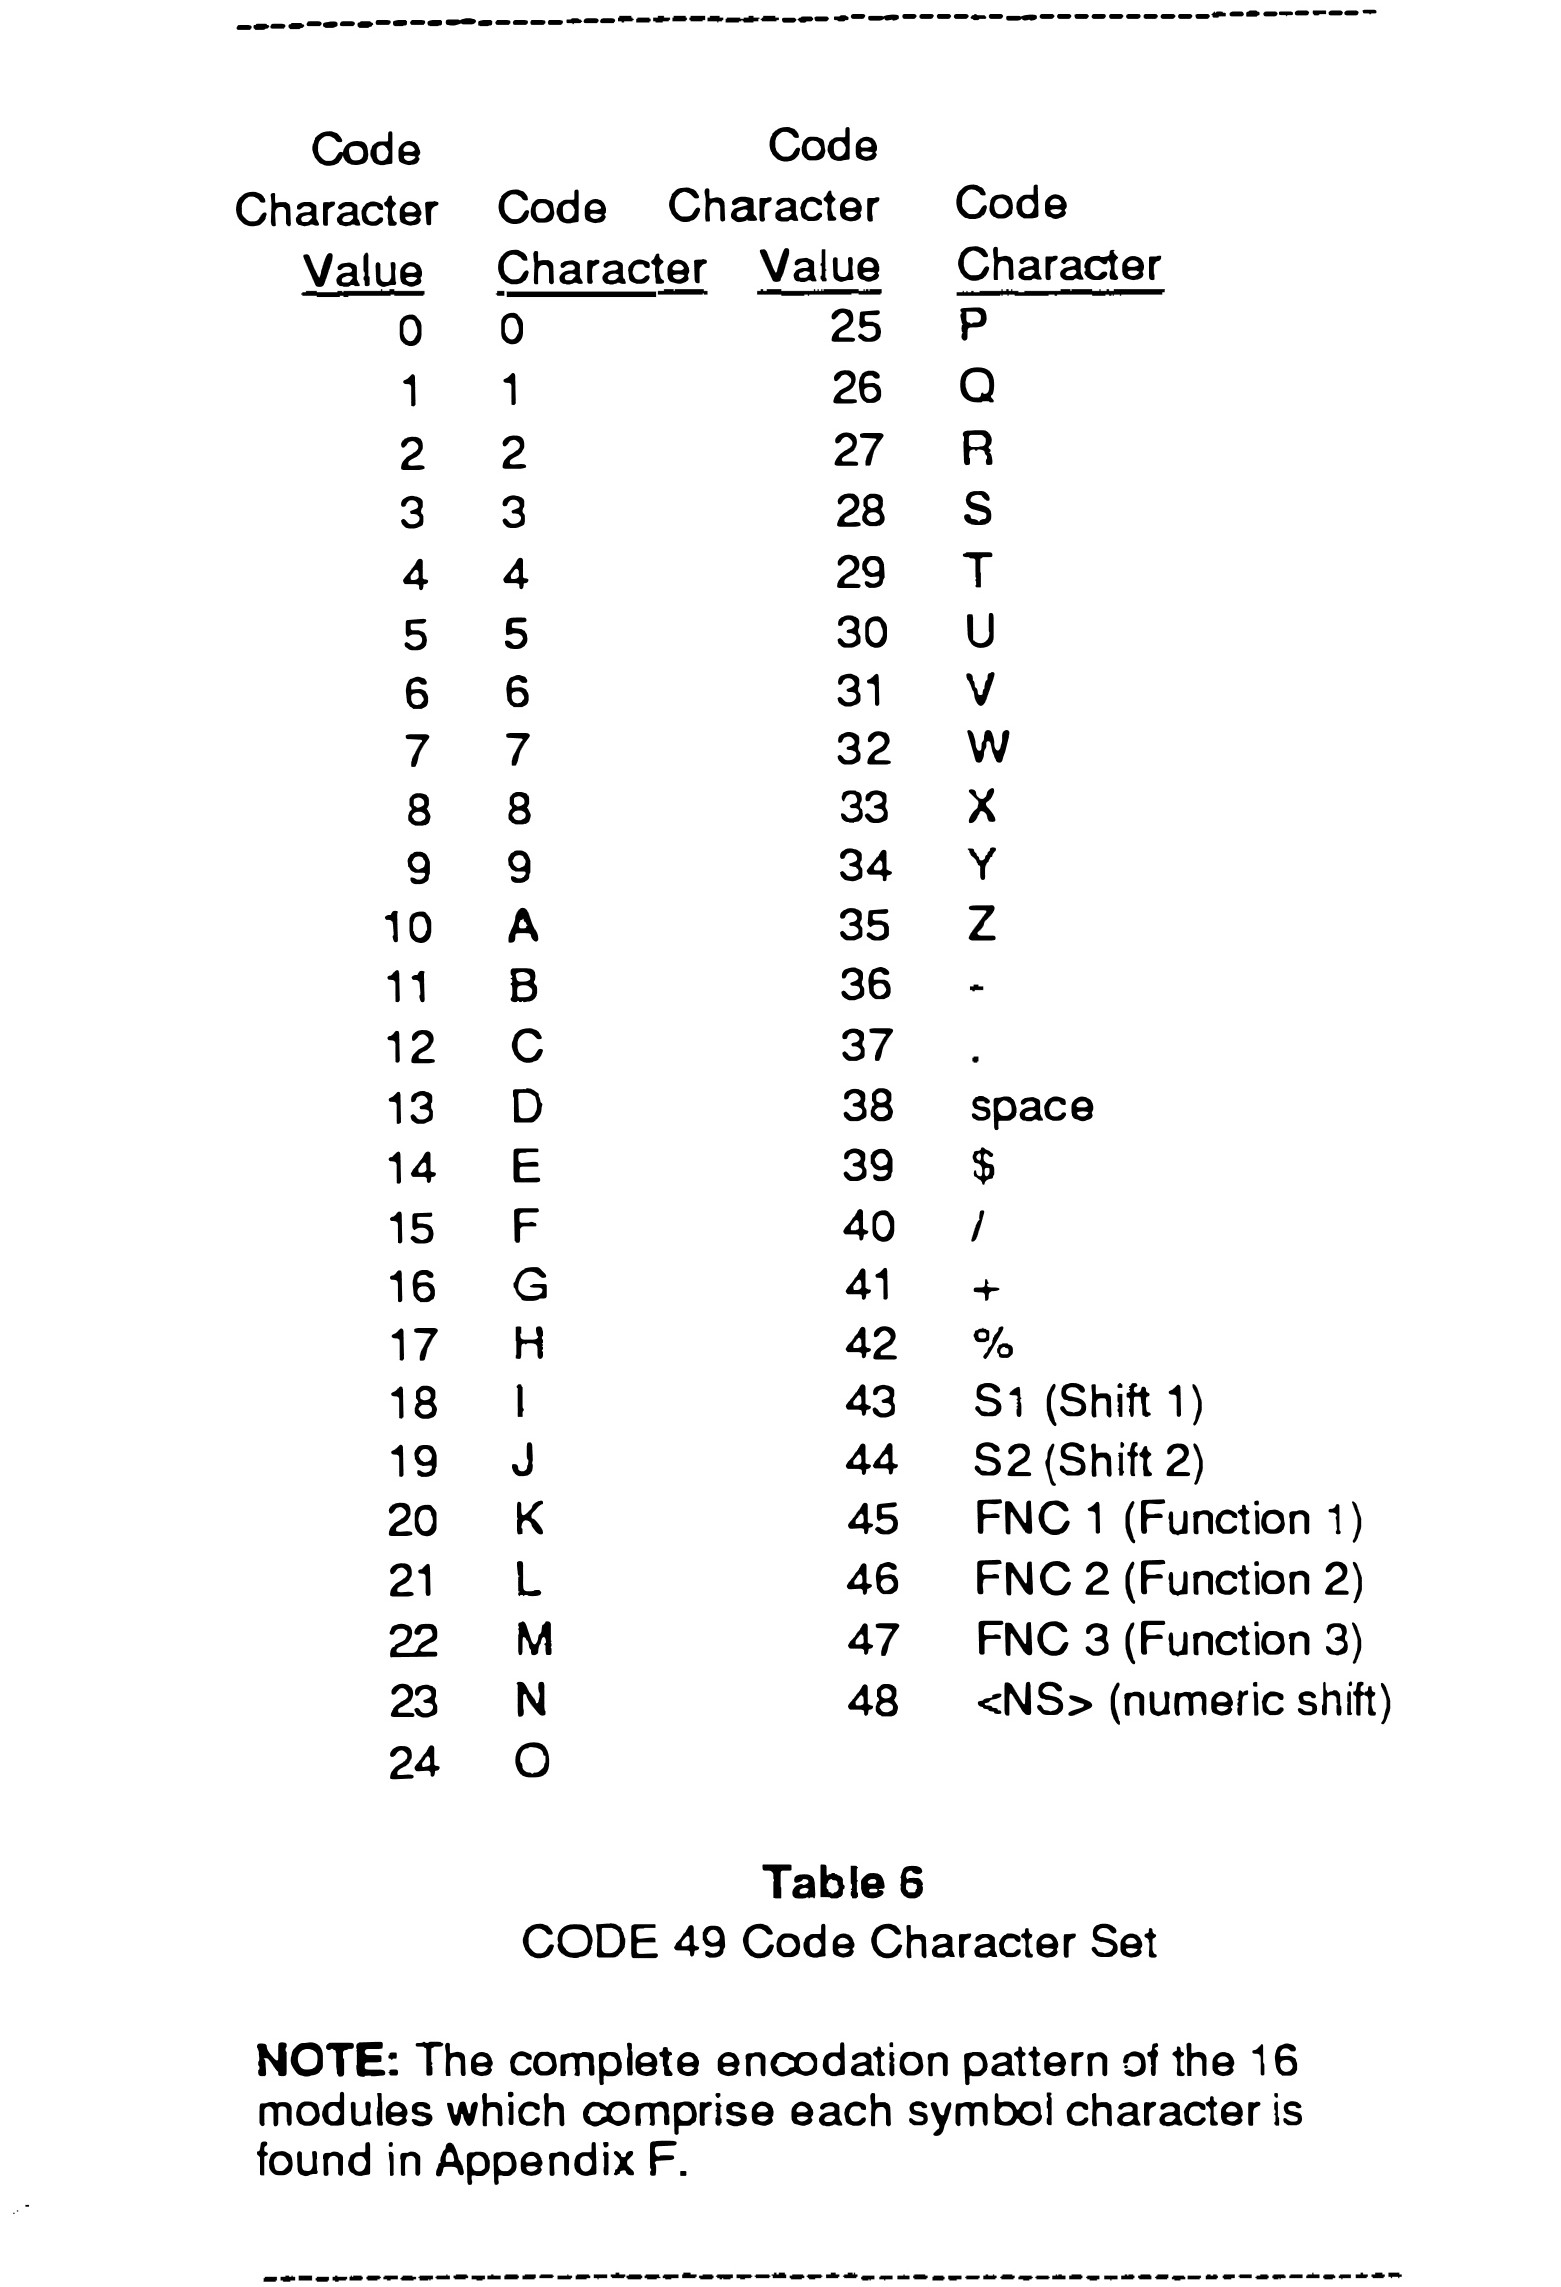 Code Code
Character Code Character Code
Value Character Value Character
0 0 25 P
1 1 26 Q
2 2 27 R
3 3 28 S
4 4 29 T
5 5 30 U
6 6 31 V
7 7 32 W
8 8 33 X
9 9 34 Y
10 A 35 Z
11 B 36 -
12 C 37 .
13 D 38 space
14 E 39 $
15 F 40 /
16 G 41 +
17 H 42 %
18 I 43 S1 (Shift 1)
19 J 44 S2 (Shift 2)
20 K 45 FNC 1 (Function 1)
21 L 46 FNC 2 (Function 2)
22 M 47 FNC 3 (Function 3)
23 N 48 <NS> (numeric shift)
24 O
Table 6
CODE 49 Code Character Set
NOTE: The complete encodation pattern of the 16
modules which comprise each symbol character is
found in Appendix F.